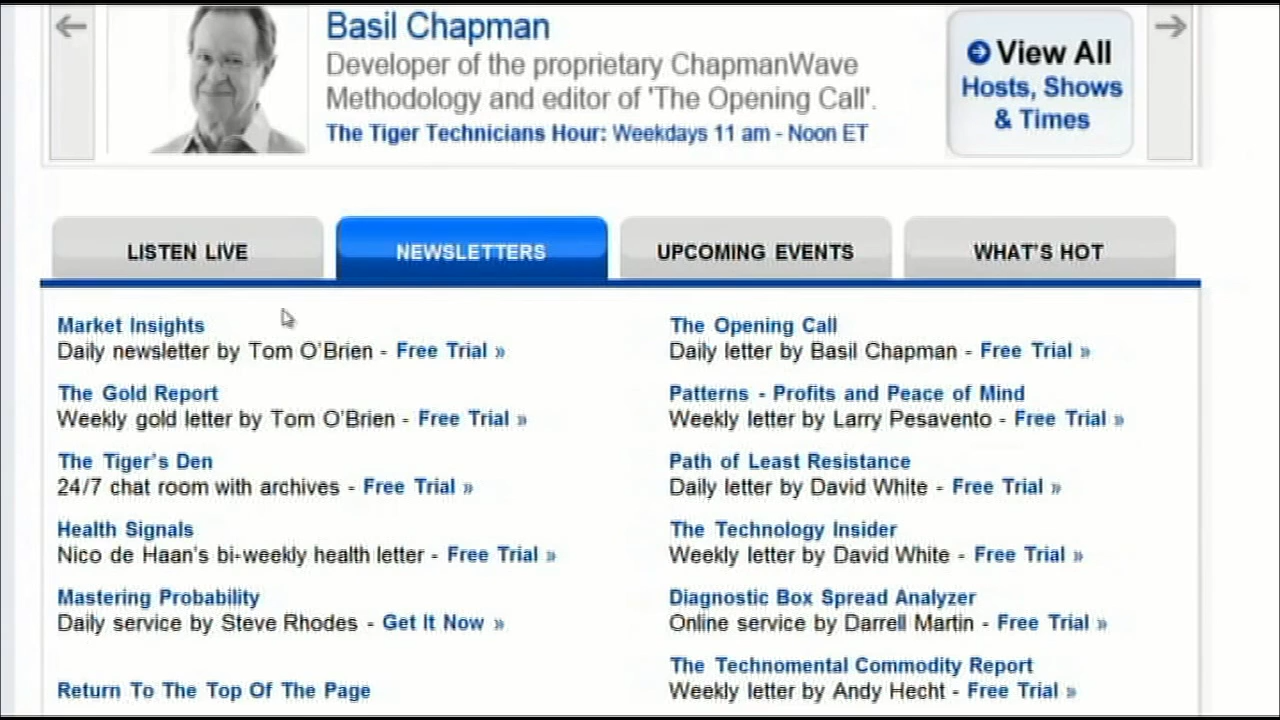 Basil Chapman
Developer of the proprietary ChapmanWave
Methodology and editor of 'The Opening Call'.
The Tiger Technicians Hour: Weekdays 11 am - Noon ET
View All
Hosts, Shows
& Times
LISTEN LIVE
NEWSLETTERS
UPCOMING EVENTS
WHAT'S HOT
Market Insights
Daily newsletter by Tom O'Brien - Free Trial »
The Gold Report
Weekly gold letter by Tom O'Brien - Free Trial »
The Tiger's Den
24/7 chat room with archives - Free Trial »
Health Signals
Nico de Haan's bi-weekly health letter - Free Trial »
Mastering Probability
Daily service by Steve Rhodes - Get It Now »
Return To The Top Of The Page
The Opening Call
Daily letter by Basil Chapman - Free Trial »
Patterns - Profits and Peace of Mind
Weekly letter by Larry Pesavento - Free Trial »
Path of Least Resistance
Daily letter by David White - Free Trial »
The Technology Insider
Weekly letter by David White - Free Trial »
Diagnostic Box Spread Analyzer
Online service by Darrell Martin - Free Trial »
The Technomental Commodity Report
Weekly letter by Andy Hecht - Free Trial »